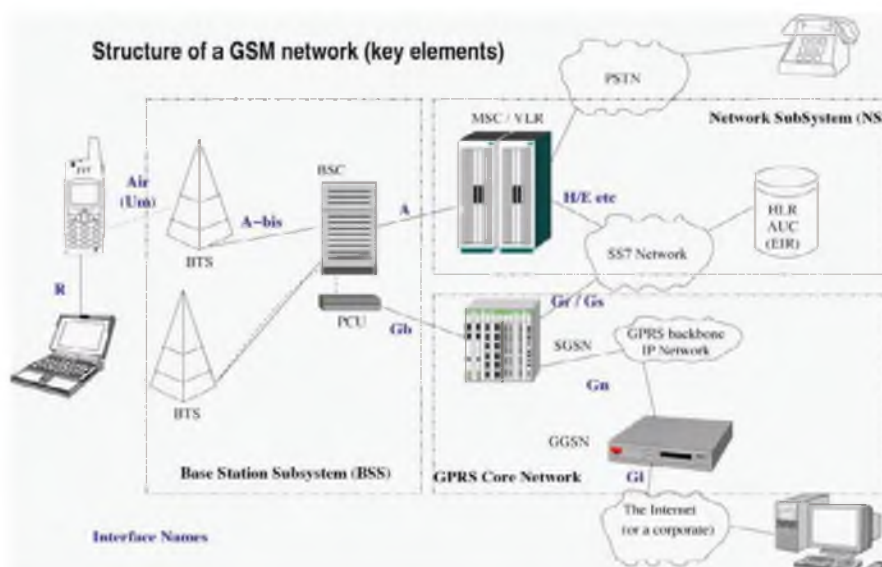 Structure of a GSM network (key elements)
PSTN
MSC / VLR
Network SubSystem (NS
BSC
Air
(Um)
A-bis
A
H/E etc
HLR
AUC
(EIR)
BTS
SS7 Network
R
PCU
Gb
Gr / Gs
SGSN
GPRS backbone
IP Network
Gn
BTS
GGSN
Base Station Subsystem (BSS)
GPRS Core Network
Gi
The Internet
(or a corporate)
Interface Names